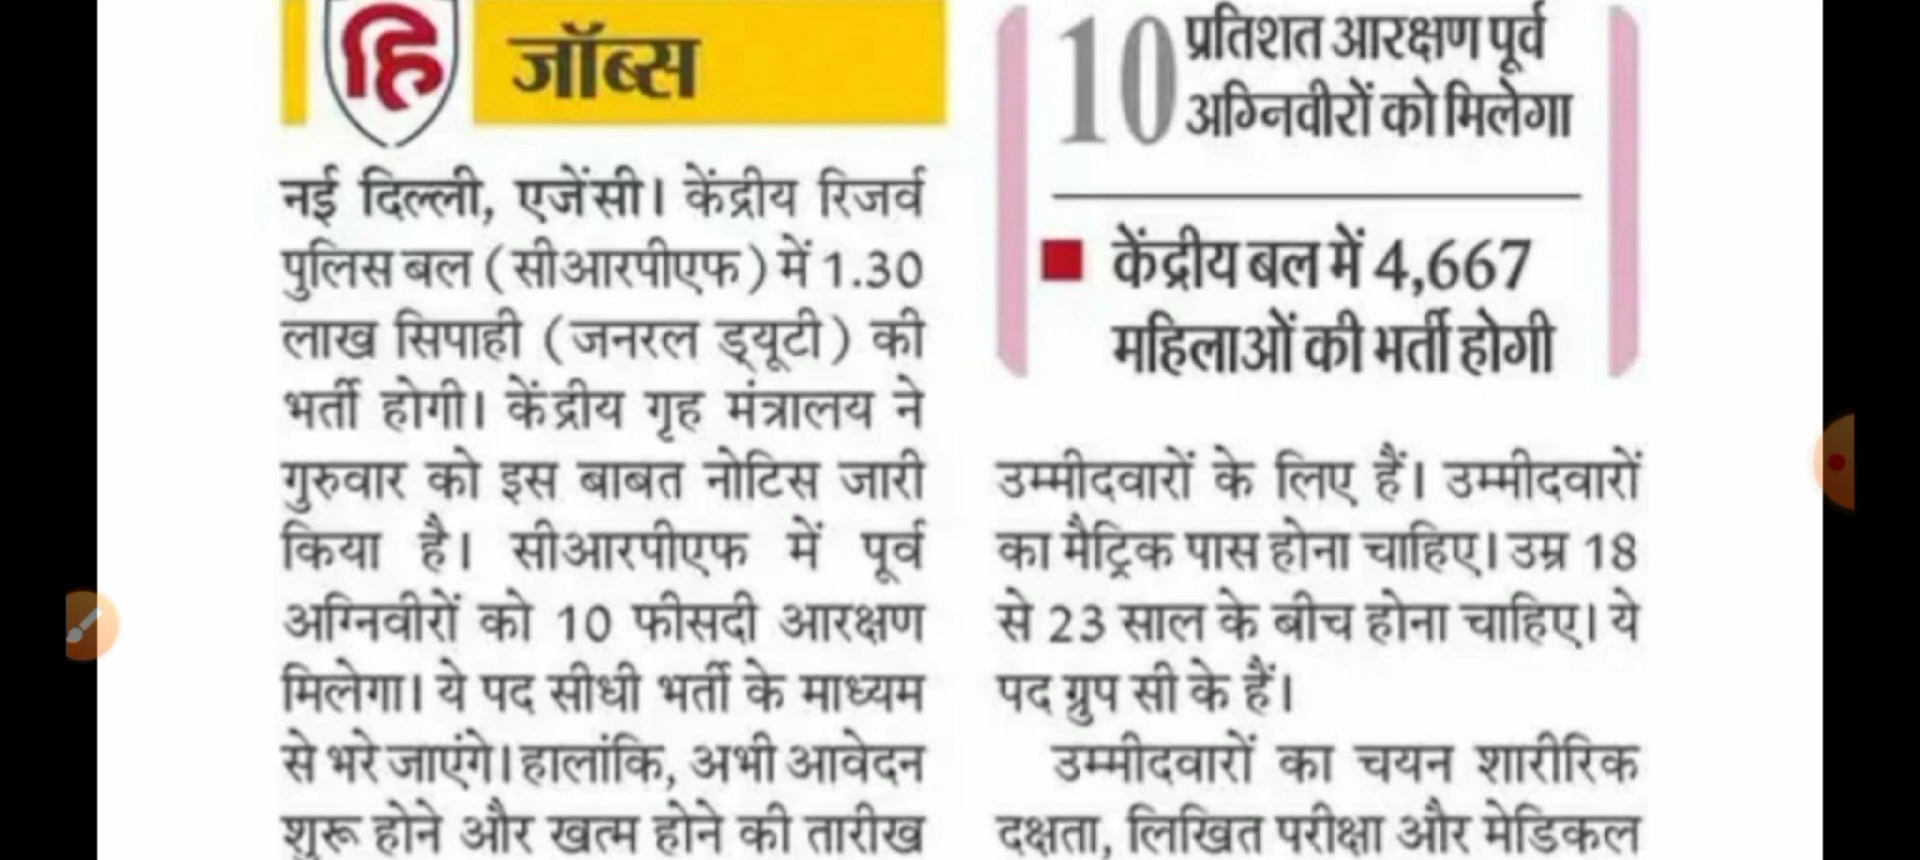 हि
जॉब्स
नई दिल्ली, एजेंसी। केंद्रीय रिजर्व
पुलिस बल (सीआरपीएफ) में 1.30
लाख सिपाही (जनरल ड्यूटी) की
भर्ती होगी। केंद्रीय गृह मंत्रालय ने
गुरुवार को इस बाबत नोटिस जारी
किया है। सीआरपीएफ में पूर्व
अग्निवीरों को 10 फीसदी आरक्षण
मिलेगा। ये पद सीधी भर्ती के माध्यम
से भरे जाएंगे। हालांकि, अभी आवेदन
शुरू होने और खत्म होने की तारीख
10 प्रतिशत आरक्षण पूर्व
अग्निवीरों को मिलेगा
केंद्रीय बल में 4,667
महिलाओं की भर्ती होगी
उम्मीदवारों के लिए हैं। उम्मीदवारों
का मैट्रिक पास होना चाहिए। उम्र 18
से 23 साल के बीच होना चाहिए। ये
पद ग्रुप सी के हैं।
उम्मीदवारों का चयन शारीरिक
दक्षता, लिखित परीक्षा और मेडिकल